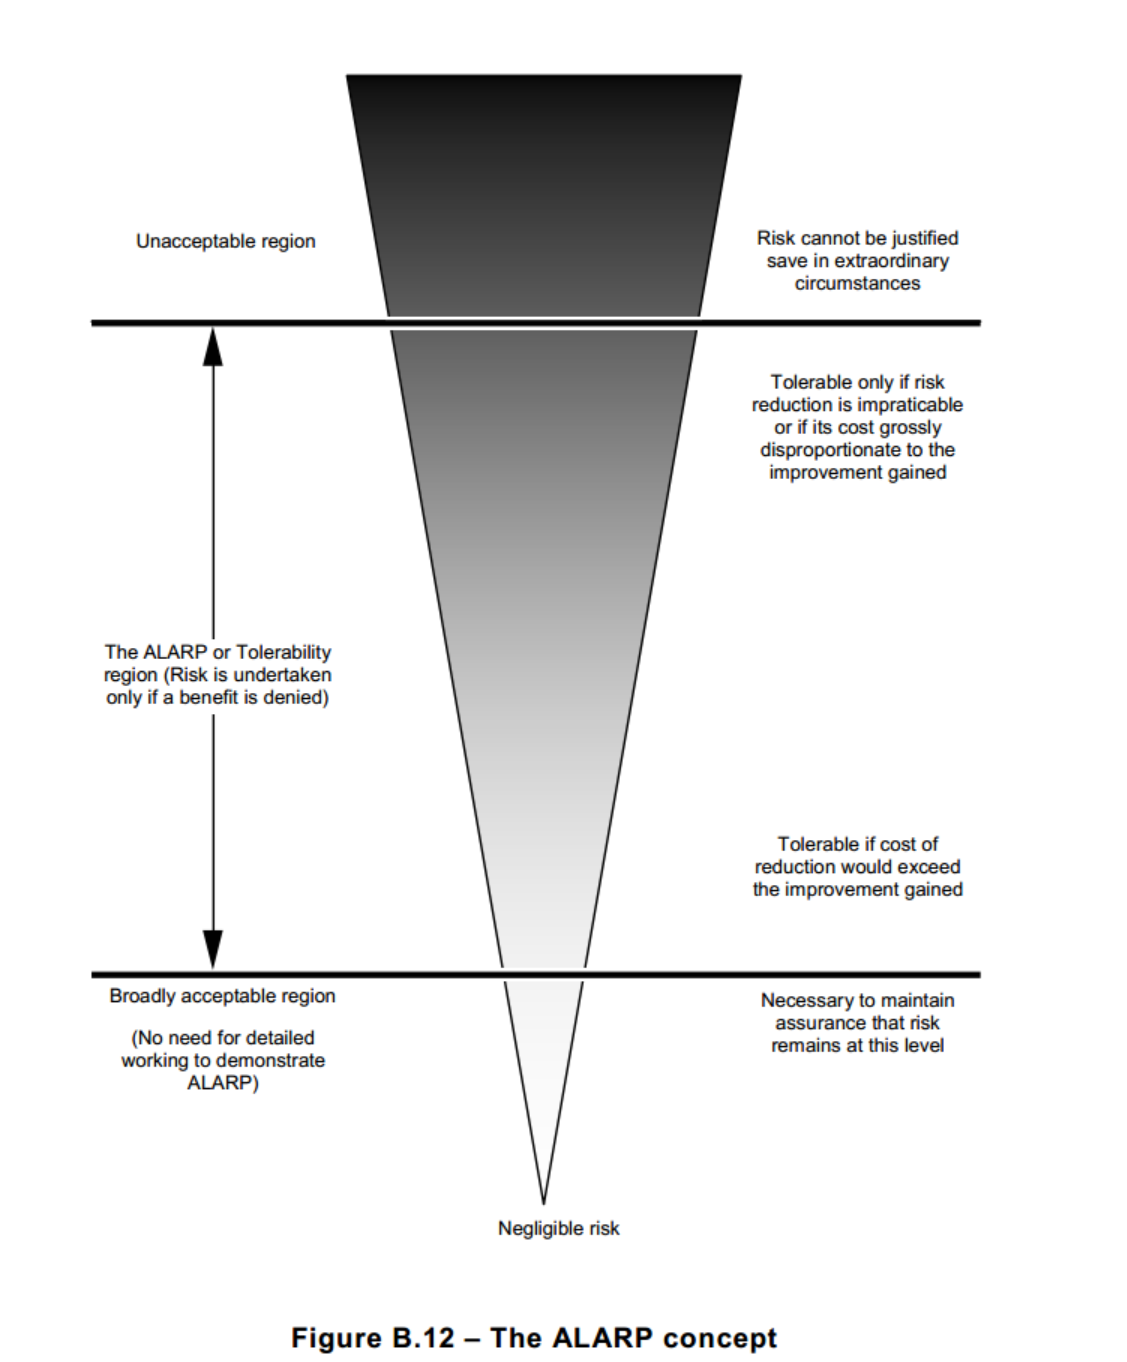 Unacceptable region
Risk cannot be justified
save in extraordinary
circumstances
Tolerable only if risk
reduction is impraticable
or if its cost grossly
disproportionate to the
improvement gained
The ALARP or Tolerability
region (Risk is undertaken
only if a benefit is denied)
Tolerable if cost of
reduction would exceed
the improvement gained
Broadly acceptable region
(No need for detailed
working to demonstrate
ALARP)
Necessary to maintain
assurance that risk
remains at this level
Negligible risk
Figure B.12 – The ALARP concept